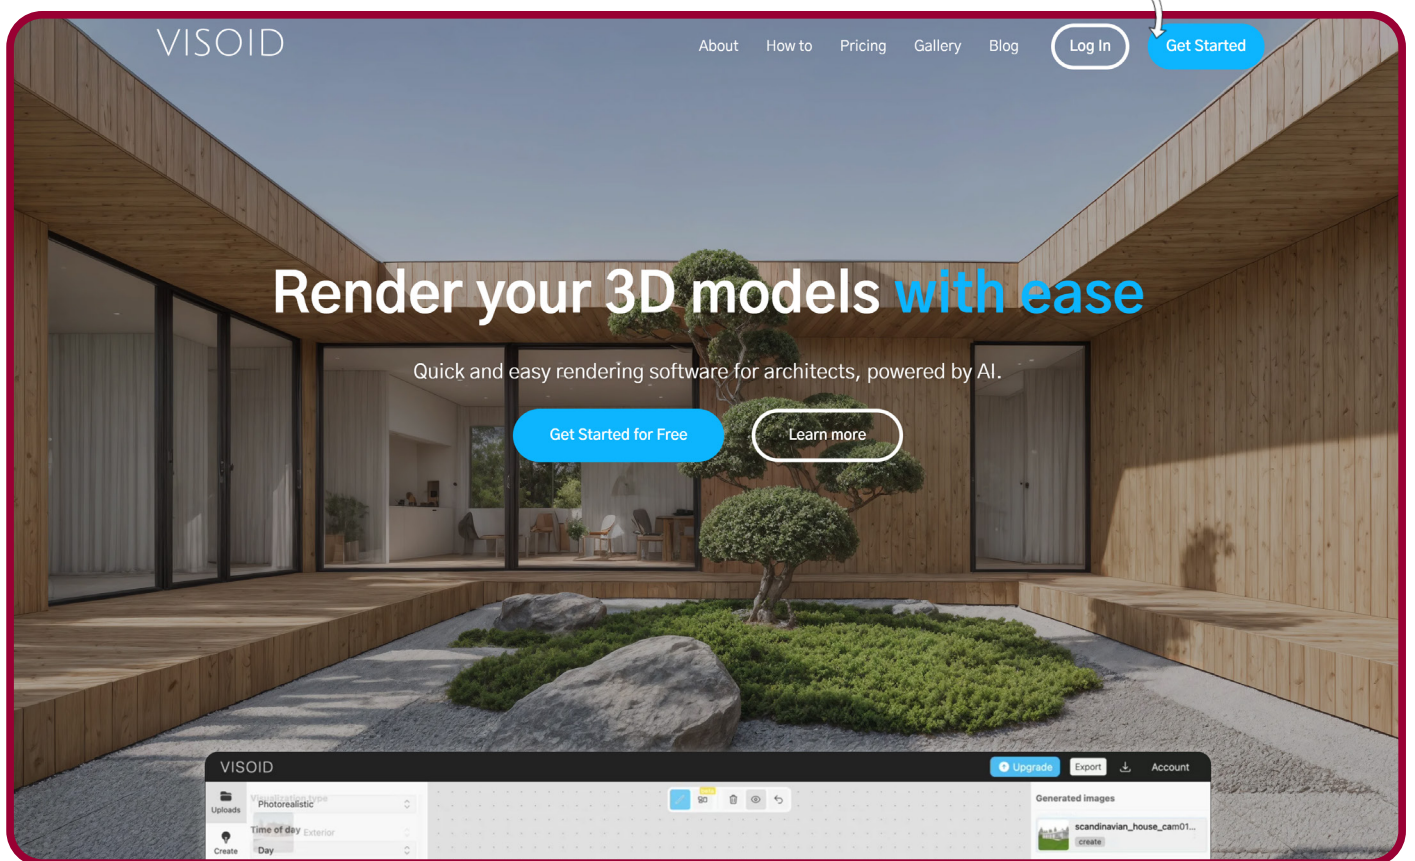 VISOID
About How to Pricing Gallery Blog Log In Get Started
Render your 3D models with ease
Quick and easy rendering software for architects, powered by AI.
Get Started for Free Learn more
VISOID
Upgrade Export Account
Uploads
Visualization type
Photorealistic
Generated images
Time of day
Exterior
scandinavian_house_cam01...
create
Create
Day